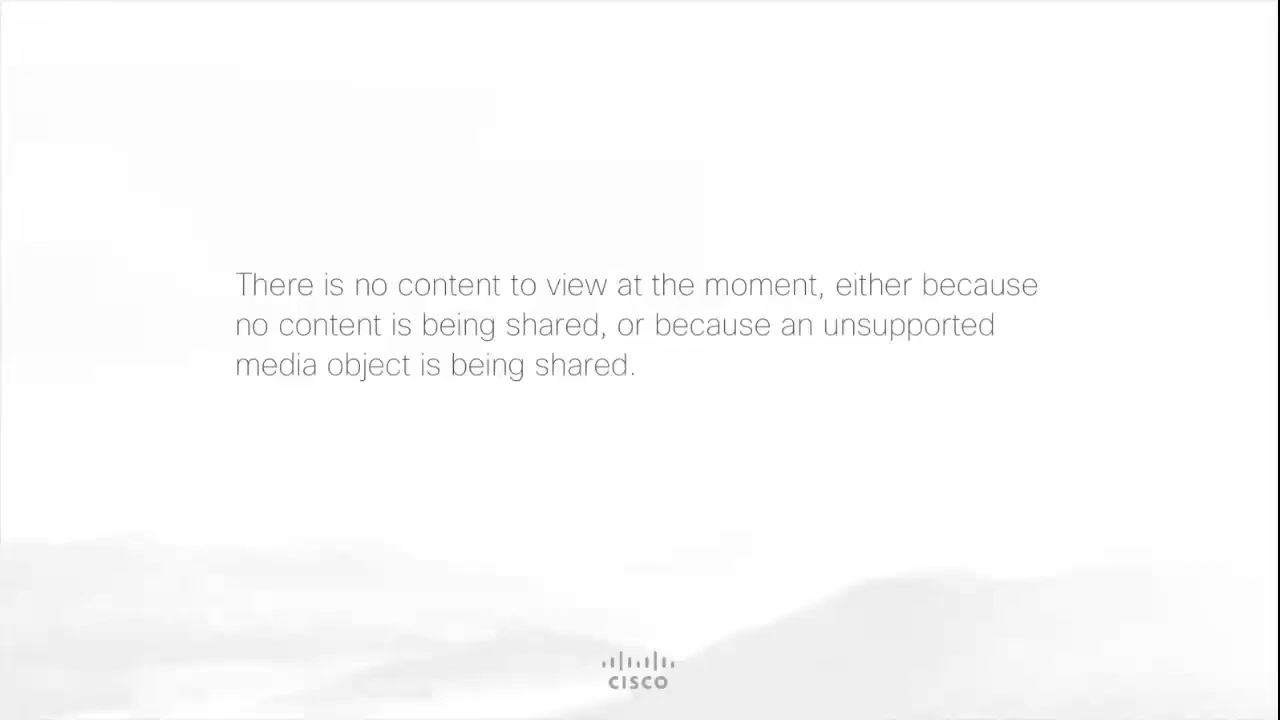 There is no content to view at the moment, either because
no content is being shared, or because an unsupported
media object is being shared.
CISCO